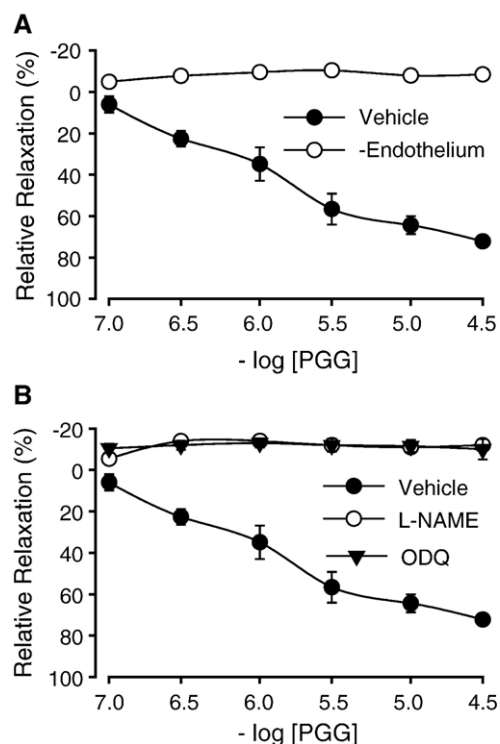 A
Relative Relaxation (%)
-20
0
20
40
60
80
100
Vehicle
-Endothelium
7.0 6.5 6.0 5.5 5.0 4.5
- log [PGG]
B
Relative Relaxation (%)
-20
0
20
40
60
80
100
Vehicle
L-NAME
ODQ
7.0 6.5 6.0 5.5 5.0 4.5
- log [PGG]